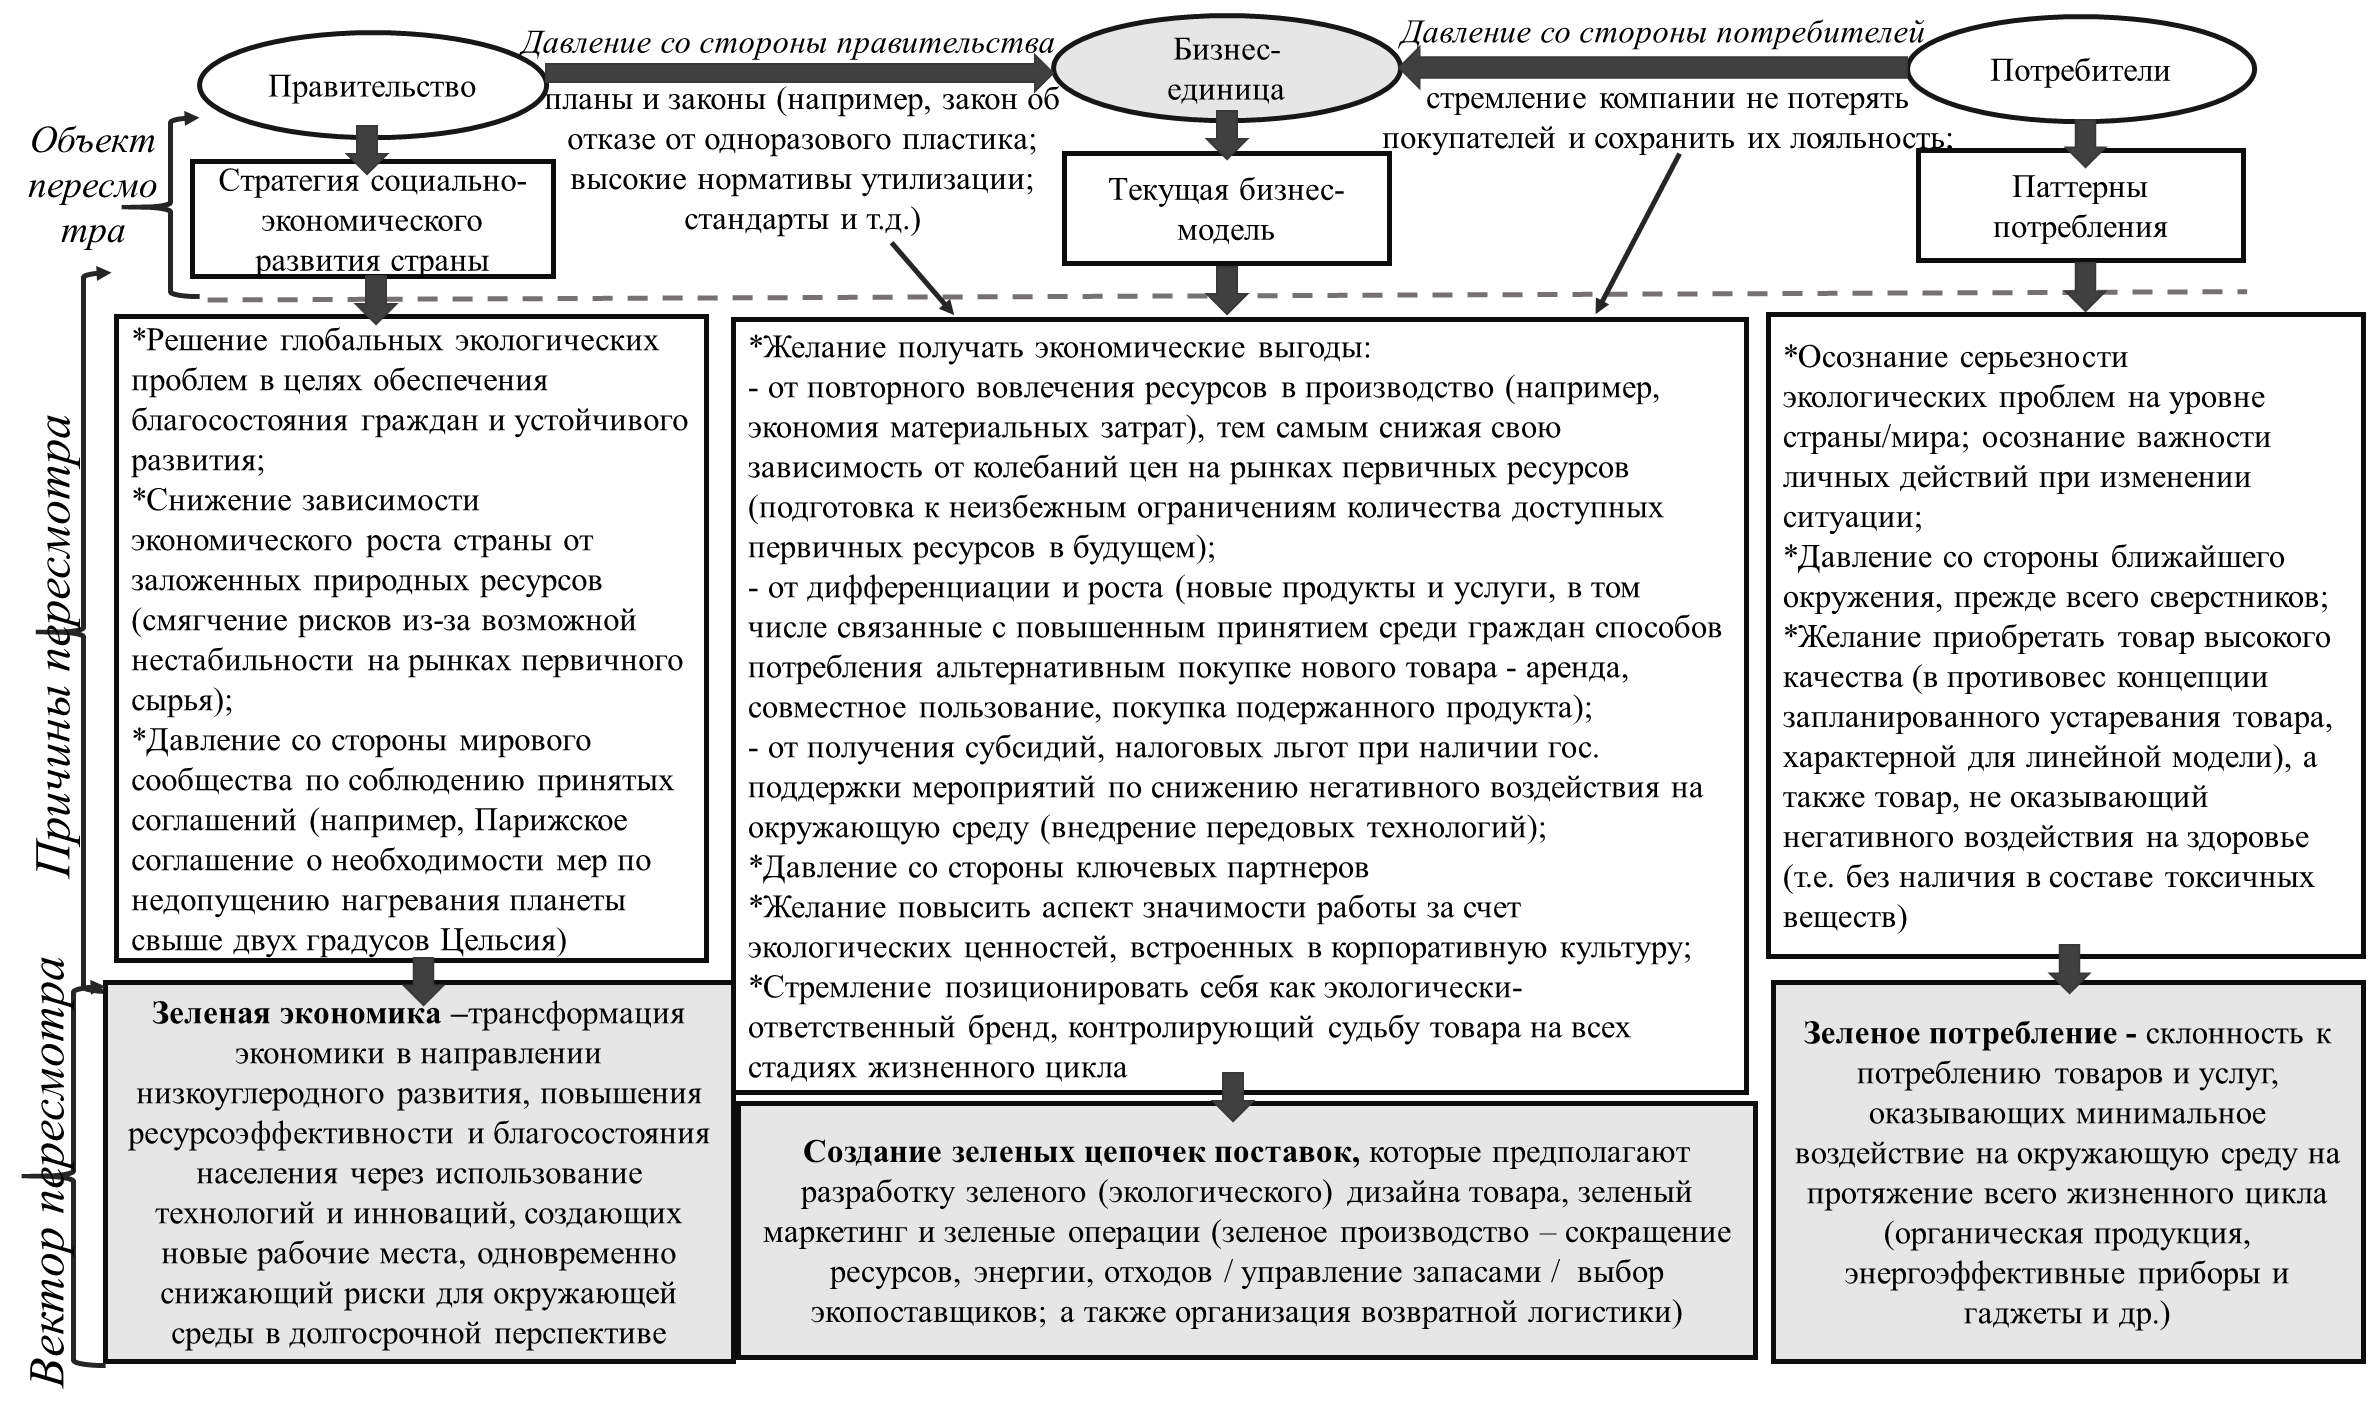 Правительство
Давление со стороны правительства
планы и законы (например, закон об
отказе от одноразового пластика;
высокие нормативы утилизации;
стандарты и т.д.)
Бизнес-
единица
Давление со стороны потребителей
стремление компании не потерять
покупателей и сохранить их лояльность;
Потребители
Объект
пересмо
тра
Стратегия социально-
экономического
развития страны
Текущая бизнес-
модель
Паттерны
потребления
Причины пересмотра
*Решение глобальных экологических
проблем в целях обеспечения
благосостояния граждан и устойчивого
развития;
*Снижение зависимости
экономического роста страны от
заложенных природных ресурсов
(смягчение рисков из-за возможной
нестабильности на рынках первичного
сырья);
*Давление со стороны мирового
сообщества по соблюдению принятых
соглашений (например, Парижское
соглашение о необходимости мер по
недопущению нагревания планеты
свыше двух градусов Цельсия)
*Желание получать экономические выгоды:
- от повторного вовлечения ресурсов в производство (например,
экономия материальных затрат), тем самым снижая свою
зависимость от колебаний цен на рынках первичных ресурсов
(подготовка к неизбежным ограничениям количества доступных
первичных ресурсов в будущем);
- от дифференциации и роста (новые продукты и услуги, в том
числе связанные с повышенным принятием среди граждан способов
потребления альтернативным покупке нового товара - аренда,
совместное пользование, покупка подержанного продукта);
- от получения субсидий, налоговых льгот при наличии гос.
поддержки мероприятий по снижению негативного воздействия на
окружающую среду (внедрение передовых технологий);
*Давление со стороны ключевых партнеров
*Желание повысить аспект значимости работы за счет
экологических ценностей, встроенных в корпоративную культуру;
*Стремление позиционировать себя как экологически-
ответственный бренд, контролирующий судьбу товара на всех
стадиях жизненного цикла
*Осознание серьезности
экологических проблем на уровне
страны/мира; осознание важности
личных действий при изменении
ситуации;
*Давление со стороны ближайшего
окружения, прежде всего сверстников;
*Желание приобретать товар высокого
качества (в противовес концепции
запланированного устаревания товара,
характерной для линейной модели), а
также товар, не оказывающий
негативного воздействия на здоровье
(т.е. без наличия в составе токсичных
веществ)
Вектор пересмотра
Зеленая экономика –трансформация
экономики в направлении
низкоуглеродного развития, повышения
ресурсоэффективности и благосостояния
населения через использование
технологий и инноваций, создающих
новые рабочие места, одновременно
снижающий риски для окружающей
среды в долгосрочной перспективе
Создание зеленых цепочек поставок, которые предполагают
разработку зеленого (экологического) дизайна товара, зеленый
маркетинг и зеленые операции (зеленое производство – сокращение
ресурсов, энергии, отходов / управление запасами / выбор
экопоставщиков; а также организация возвратной логистики)
Зеленое потребление - склонность к
потреблению товаров и услуг,
оказывающих минимальное
воздействие на окружающую среду на
протяжение всего жизненного цикла
(органическая продукция,
энергоэффективные приборы и
гаджеты и др.)